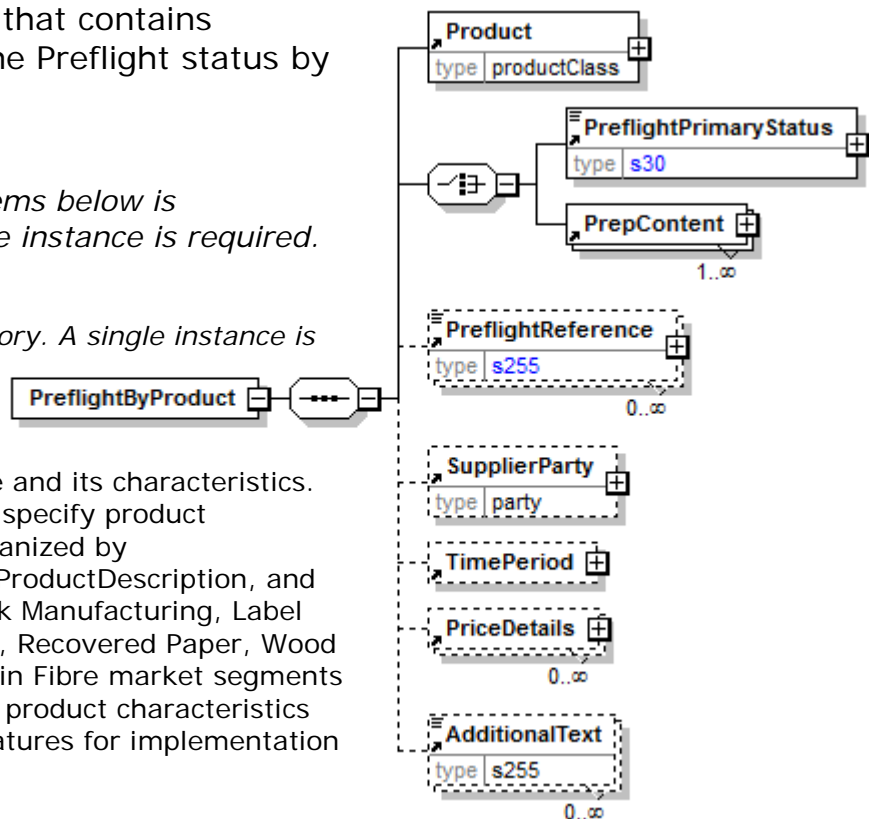 that contains
he Preflight status by
ems below is
e instance is required.
ory. A single instance is
e and its characteristics.
specify product
anized by
ProductDescription, and
k Manufacturing, Label
, Recovered Paper, Wood
in Fibre market segments
product characteristics
atures for implementation
PreflightByProduct
Product
type productClass
PreflightPrimaryStatus
type s30
PrepContent
1..∞
PreflightReference
type s255
0..∞
SupplierParty
type party
TimePeriod
PriceDetails
0..∞
AdditionalText
type s255
0..∞